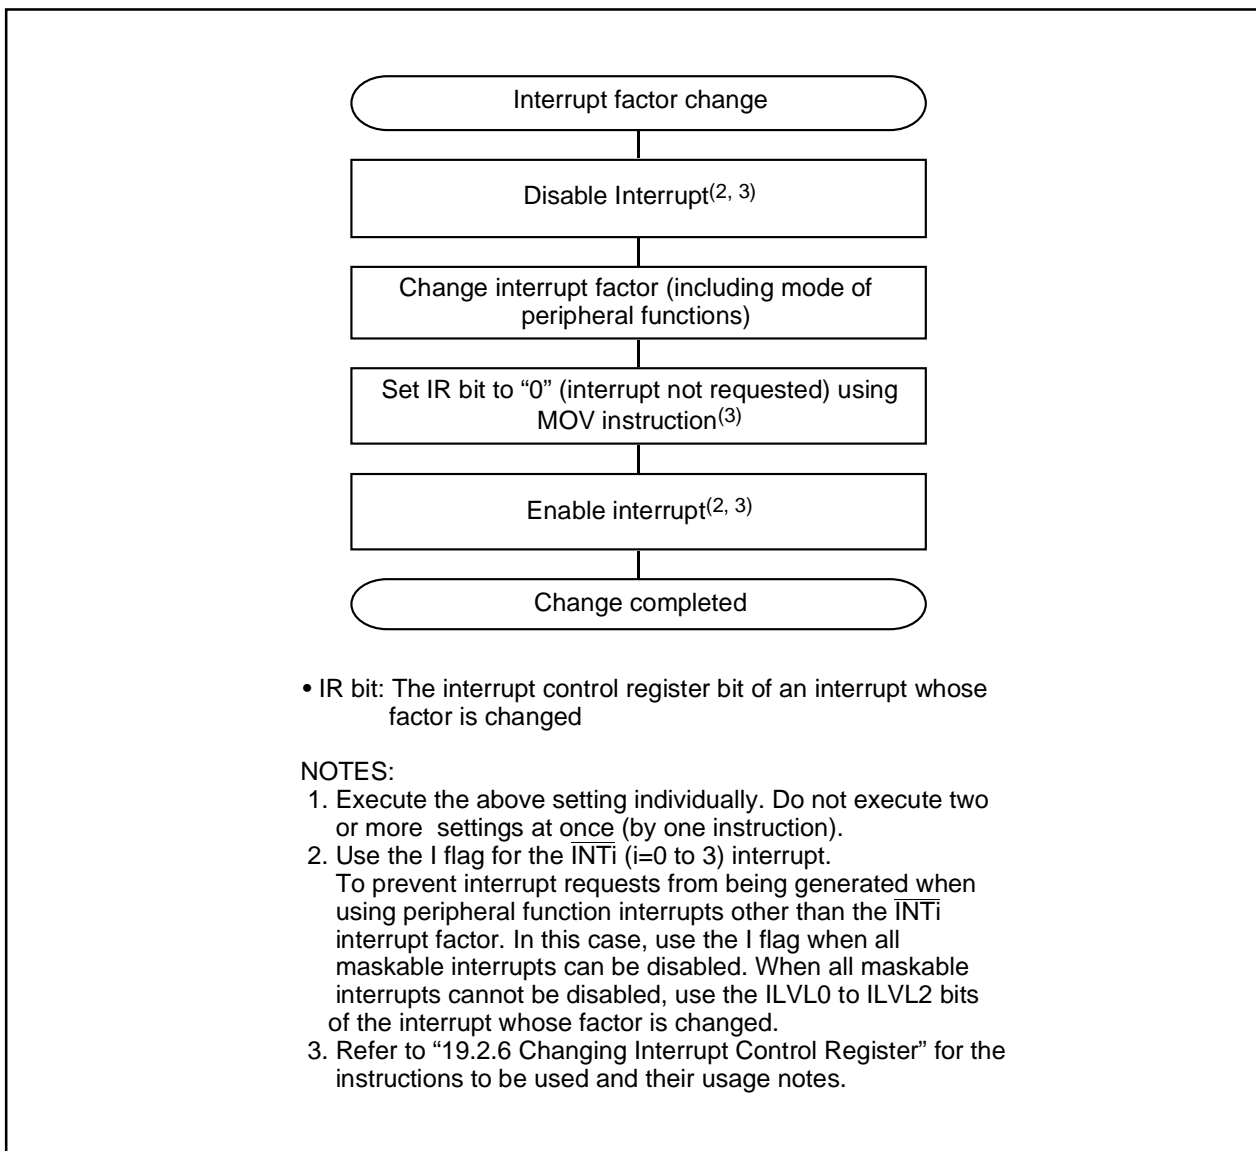 Interrupt factor change
Disable Interrupt(2, 3)
Change interrupt factor (including mode of
peripheral functions)
Set IR bit to “0” (interrupt not requested) using
MOV instruction(3)
Enable interrupt(2, 3)
Change completed
• IR bit: The interrupt control register bit of an interrupt whose
factor is changed
NOTES:
1. Execute the above setting individually. Do not execute two
or more  settings at once (by one instruction).
2. Use the I flag for the I̅N̅T̅i̅ (i=0 to 3) interrupt.
To prevent interrupt requests from being generated when
using peripheral function interrupts other than the I̅N̅T̅i̅
interrupt factor. In this case, use the I flag when all
maskable interrupts can be disabled. When all maskable
interrupts cannot be disabled, use the ILVL0 to ILVL2 bits
of the interrupt whose factor is changed.
3. Refer to “19.2.6 Changing Interrupt Control Register” for the
instructions to be used and their usage notes.